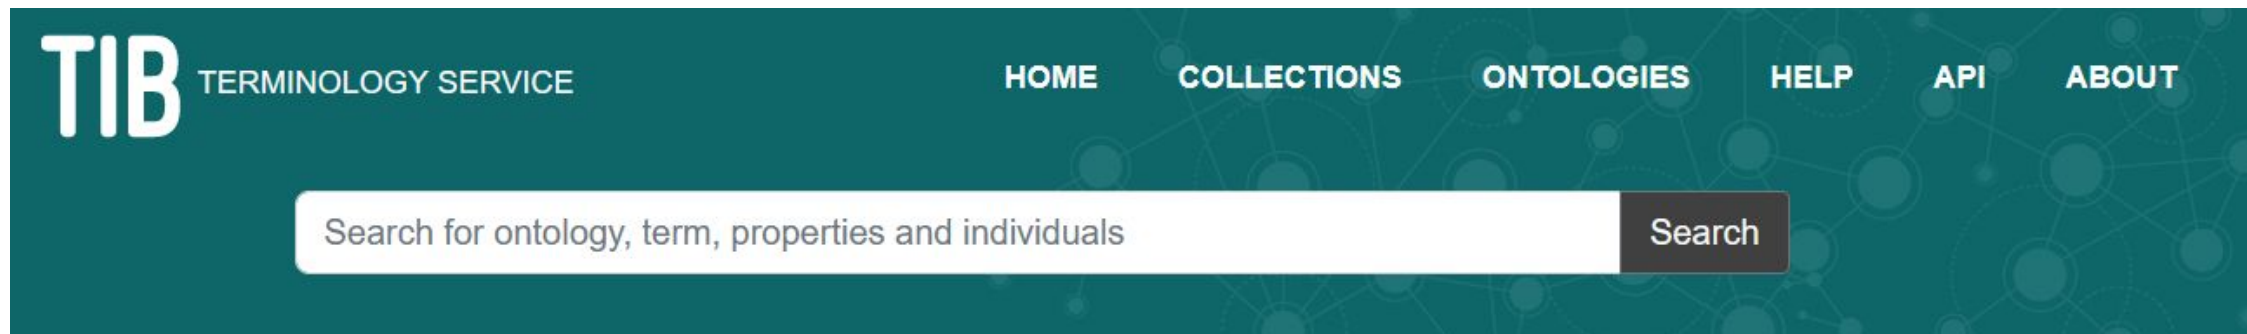 TIB TERMINOLOGY SERVICE HOME COLLECTIONS ONTOLOGIES HELP API ABOUT
Search for ontology, term, properties and individuals Search